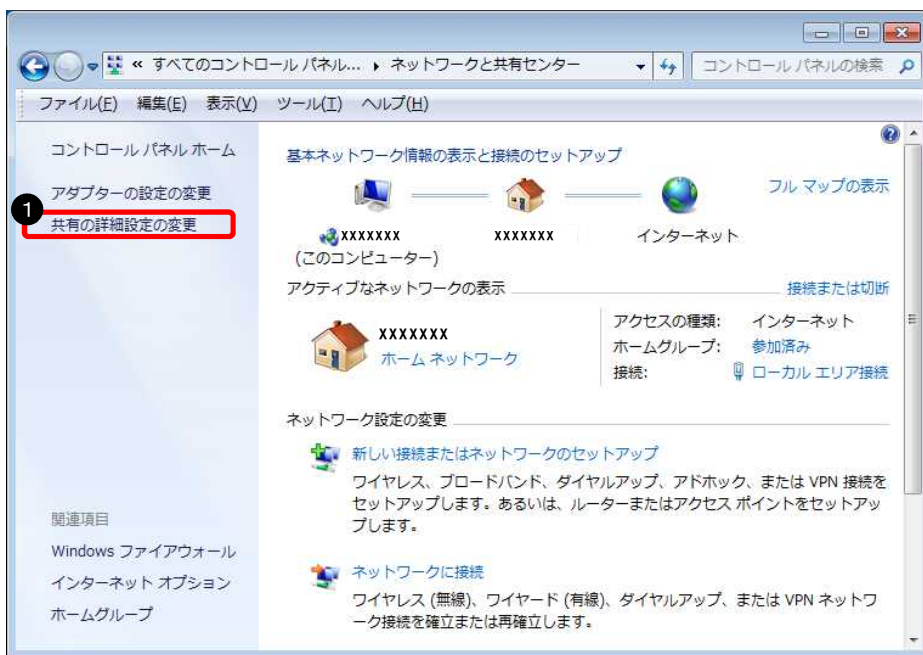 « すべてのコントロール パネル... ▸ ネットワークと共有センター
コントロール パネルの検索
ファイル(F) 編集(E) 表示(V) ツール(T) ヘルプ(H)
コントロール パネル ホーム
アダプターの設定の変更
1
共有の詳細設定の変更
関連項目
Windows ファイアウォール
インターネット オプション
ホームグループ
基本ネットワーク情報の表示と接続のセットアップ
フル マップの表示
XXXXXXX XXXXXXX インターネット
(このコンピューター)
アクティブなネットワークの表示 接続または切断
XXXXXXX
ホーム ネットワーク
アクセスの種類: インターネット
ホームグループ: 参加済み
接続: ローカル エリア接続
ネットワーク設定の変更
新しい接続またはネットワークのセットアップ
ワイヤレス、ブロードバンド、ダイヤルアップ、アドホック、または VPN 接続を
セットアップします。あるいは、ルーターまたはアクセス ポイントをセットアッ
プします。
ネットワークに接続
ワイヤレス (無線)、ワイヤード (有線)、ダイヤルアップ、または VPN ネットワ
ーク接続を確立または再確立します。